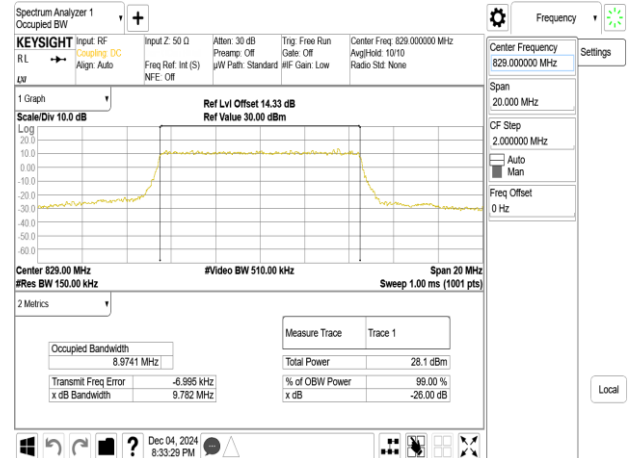 Spectrum Analyzer 1
Occupied BW
Frequency
KEYSIGHT
Input: RF
Input Z: 50 Ω
Atten: 30 dB
Trig: Free Run
Center Freq: 829.000000 MHz
RL
Coupling: DC
Preamp: Off
Gate: Off
Avg|Hold: 10/10
Align: Auto
Freq Ref: Int (S)
µW Path: Standard
#IF Gain: Low
Radio Std: None
NFE: Off
LXI
Center Frequency
829.000000 MHz
Settings
Span
20.000 MHz
CF Step
2.000000 MHz
Auto
Man
Freq Offset
0 Hz
1 Graph
Ref Lvl Offset 14.33 dB
Scale/Div 10.0 dB
Ref Value 30.00 dBm
Log
20.0
10.0
0.00
-10.0
-20.0
-30.0
-40.0
-50.0
-60.0
Center 829.00 MHz
#Video BW 510.00 kHz
Span 20 MHz
#Res BW 150.00 kHz
Sweep 1.00 ms (1001 pts)
2 Metrics
Measure Trace
Trace 1
Occupied Bandwidth
8.9741 MHz
Total Power
28.1 dBm
Transmit Freq Error
-6.995 kHz
% of OBW Power
99.00 %
x dB Bandwidth
9.782 MHz
x dB
-26.00 dB
Local
Dec 04, 2024
8:33:29 PM